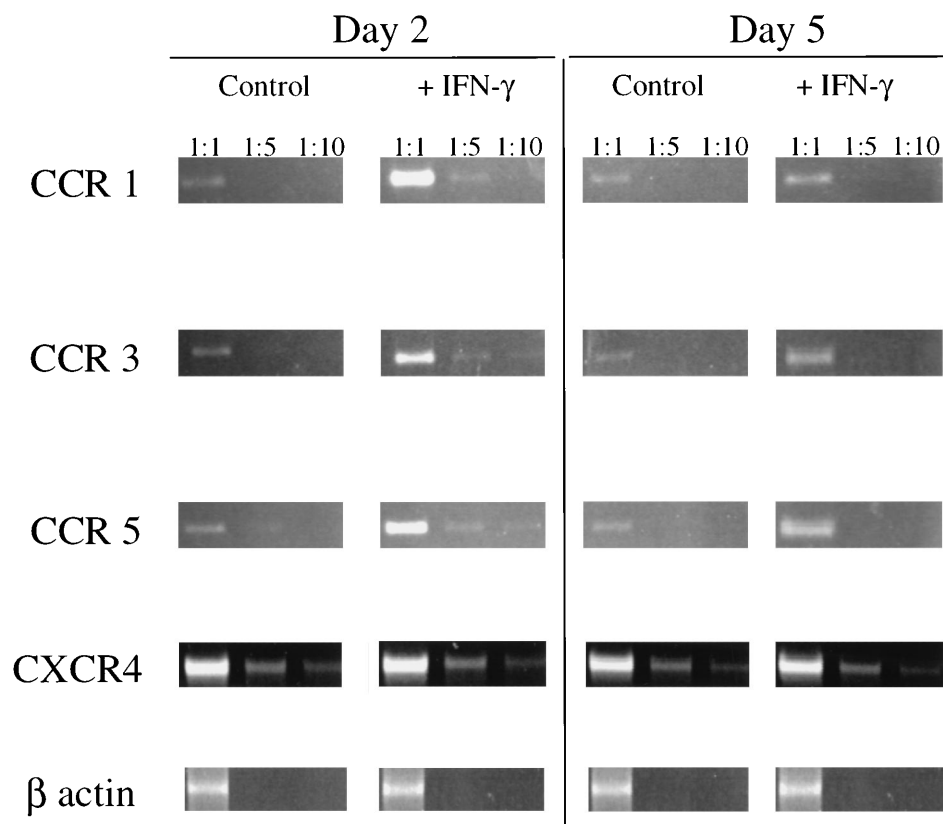 Day 2 Day 5
Control + IFN-γ Control + IFN-γ
1:1 1:5 1:10 1:1 1:5 1:10 1:1 1:5 1:10 1:1 1:5 1:10
CCR 1
CCR 3
CCR 5
CXCR4
β actin